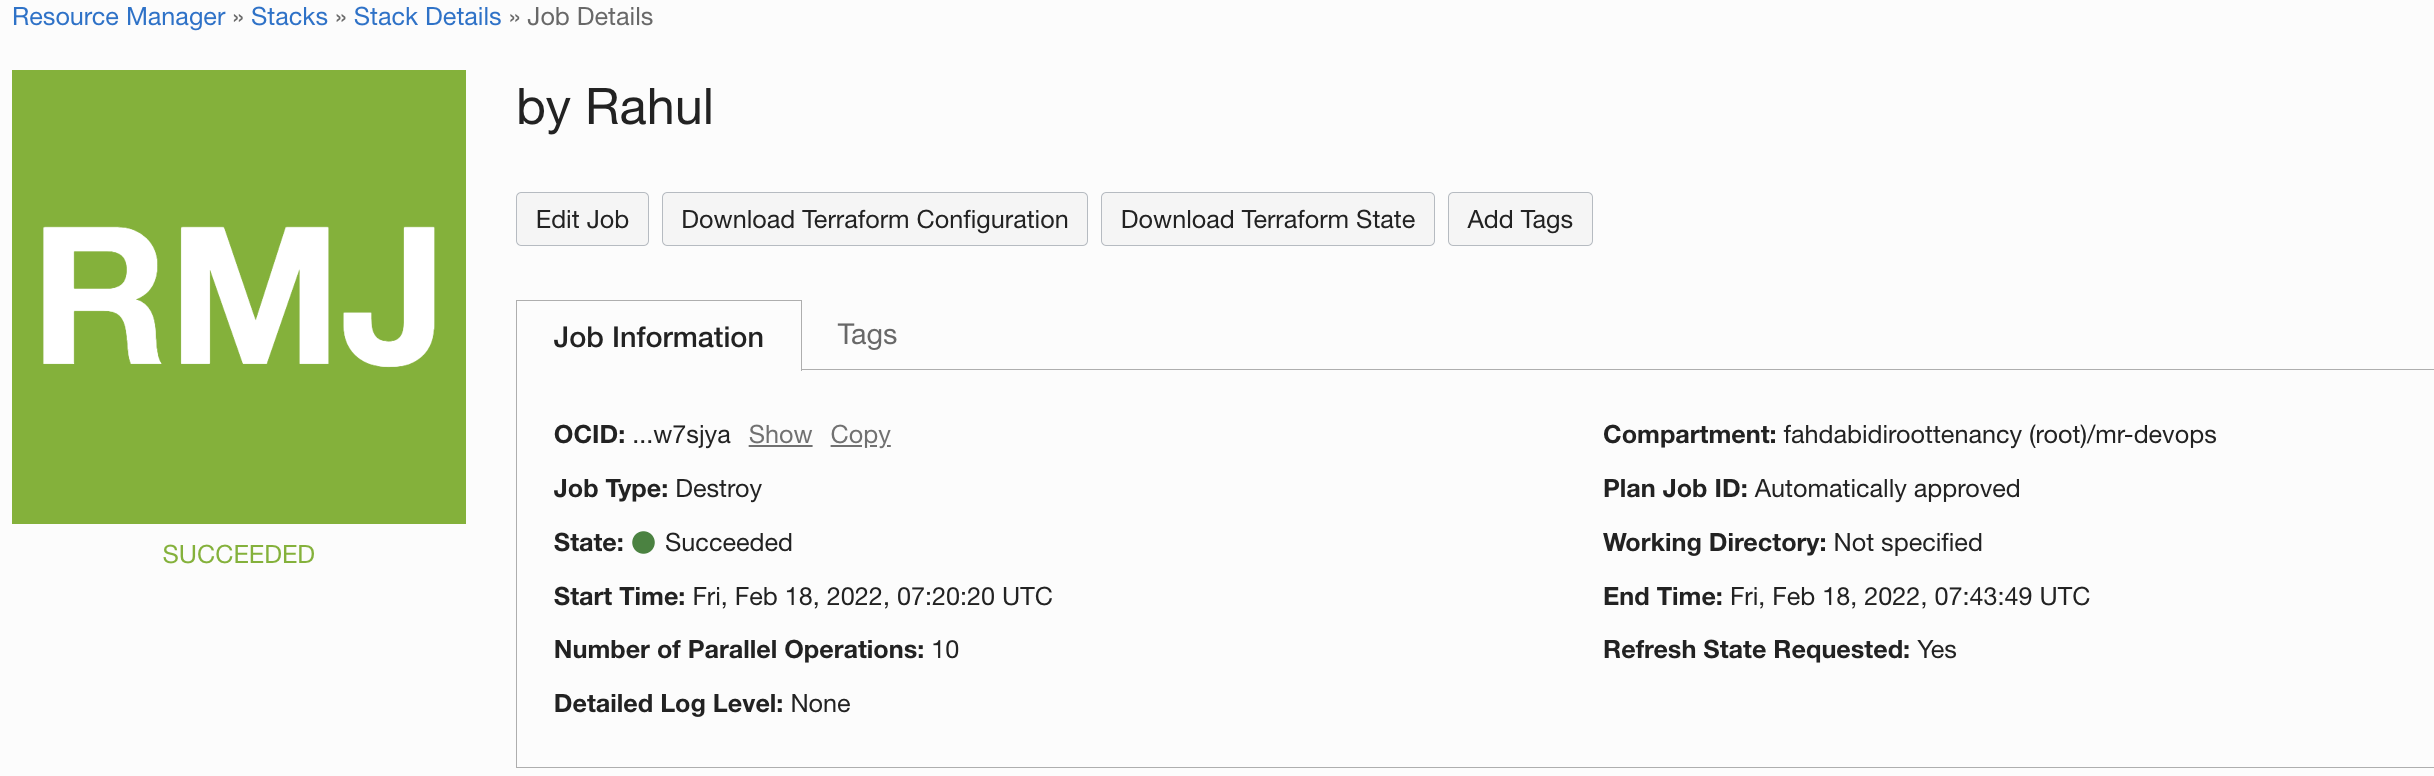 Resource Manager » Stacks » Stack Details » Job Details
RMJ
SUCCEEDED
by Rahul
Edit Job Download Terraform Configuration Download Terraform State Add Tags
Job Information Tags
OCID: ...w7sjya Show Copy
Job Type: Destroy
State: Succeeded
Start Time: Fri, Feb 18, 2022, 07:20:20 UTC
Number of Parallel Operations: 10
Detailed Log Level: None
Compartment: fahdabidiroottenancy (root)/mr-devops
Plan Job ID: Automatically approved
Working Directory: Not specified
End Time: Fri, Feb 18, 2022, 07:43:49 UTC
Refresh State Requested: Yes